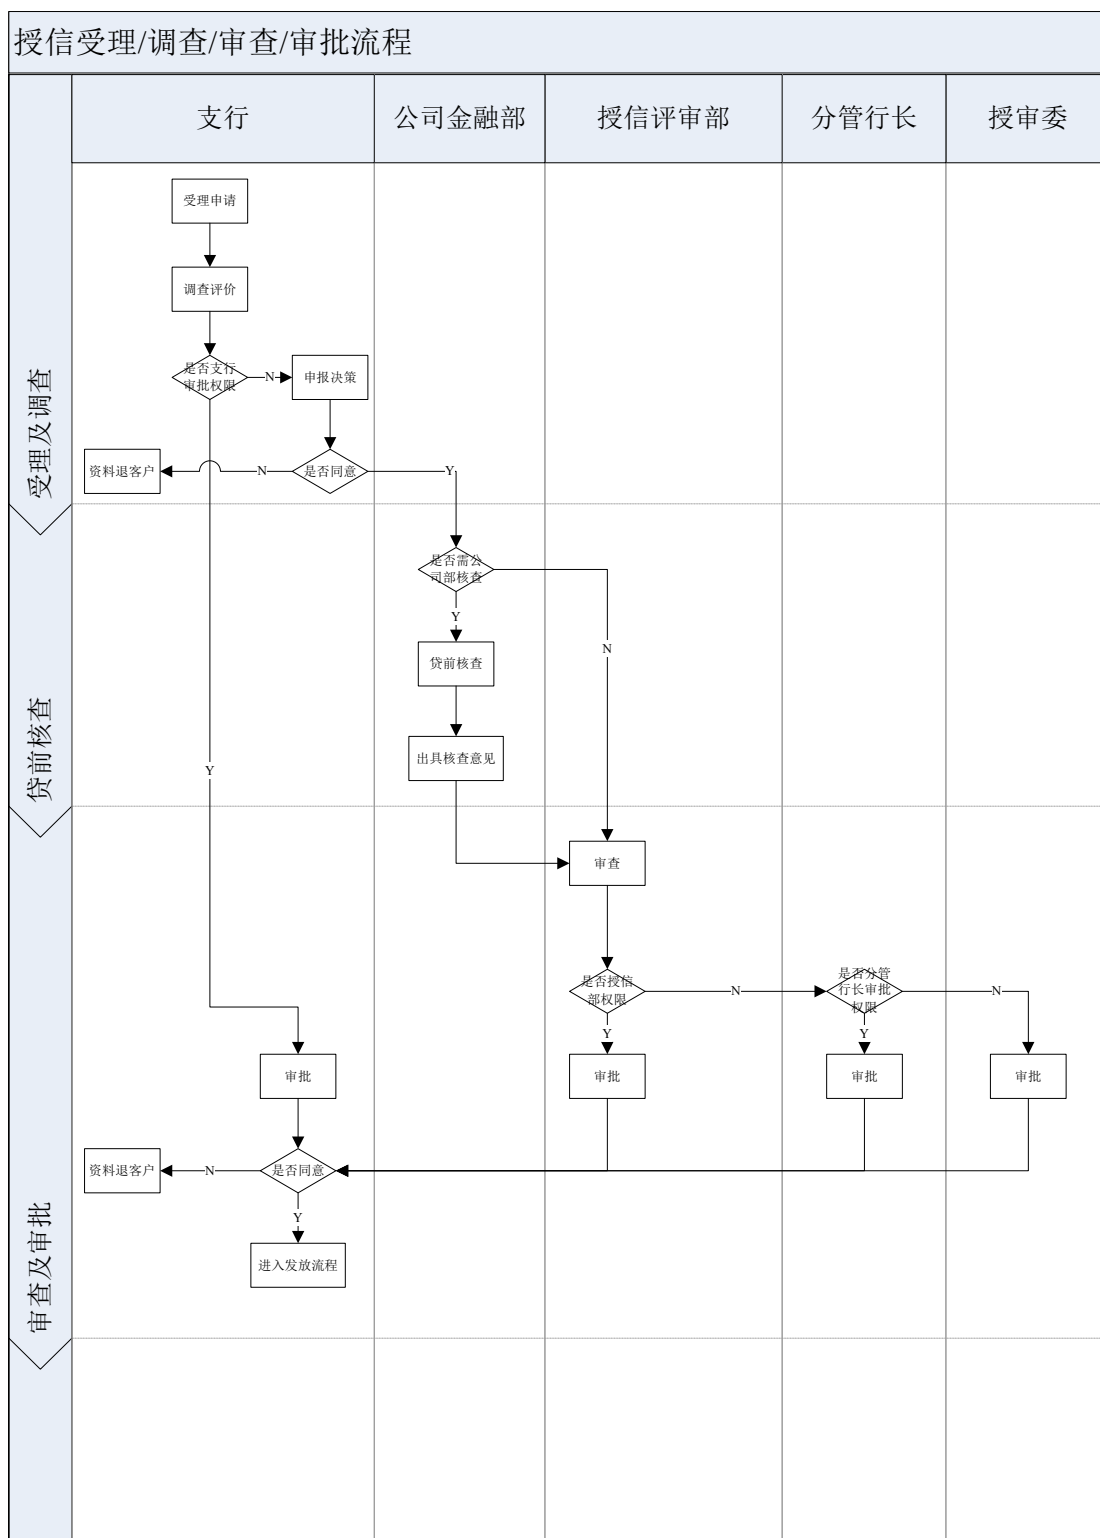 授信受理/调查/审查/审批流程
支行
公司金融部
授信评审部
分管行长
授审委
受理及调查
受理申请
调查评价
是否支行
审批权限
N
申报决策
资料退客户
N
是否同意
Y
贷前核查
是否需公
司部核查
Y
N
贷前核查
出具核查意见
Y
审查及审批
审查
是否授信
部权限
N
是否分管
行长审批
权限
N
Y
Y
审批
审批
审批
审批
资料退客户
N
是否同意
Y
进入发放流程